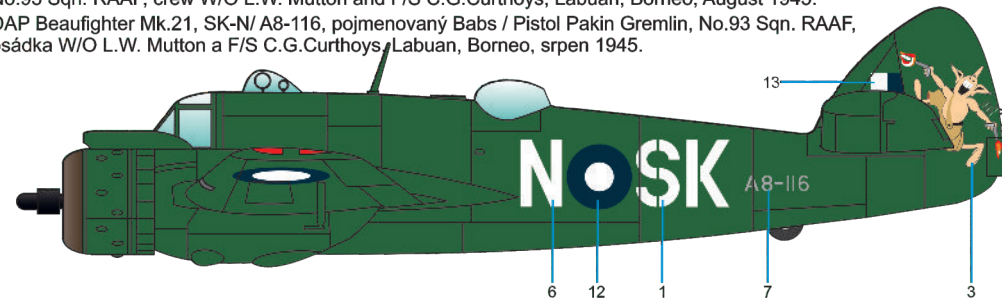 No.93 Sqn. RAAF, crew W/O L.W. Mutton and F/S C.G.Curthoys, Labuan, Borneo, August 1945.
DAP Beaufighter Mk.21, SK-N/ A8-116, pojmenovaný Babs / Pistol Pakin Gremlin, No.93 Sqn. RAAF,
osádka W/O L.W. Mutton a F/S C.G.Curthoys, Labuan, Borneo, srpen 1945.
13
N SK A8-116
6 12 1 7 3